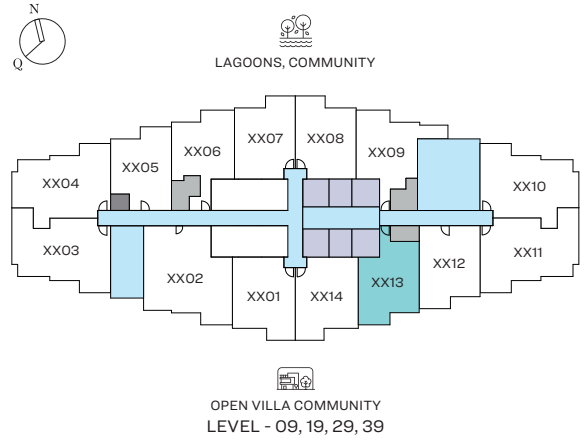 N
Q
LAGOONS, COMMUNITY
XX07 XX08
XX06 XX09
XX05
XX04 XX10
XX03 XX11
XX02 XX12
XX13
XX01 XX14
OPEN VILLA COMMUNITY
LEVEL - 09, 19, 29, 39